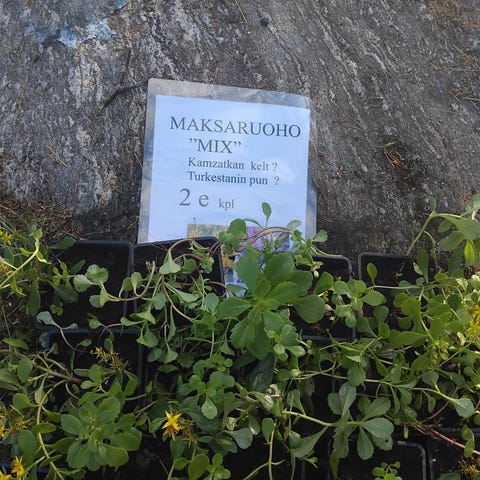 MAKSARUOHO
”MIX”
Kamzatkan kelt ?
Turkestanin pun ?
2 e kpl